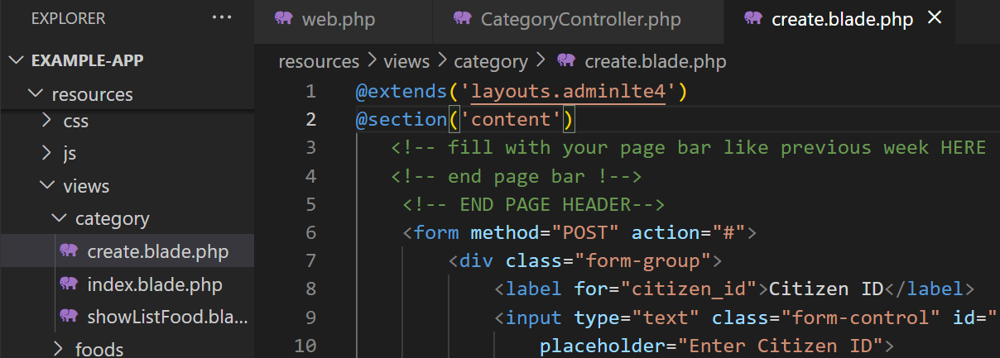 EXPLORER ...
EXAMPLE-APP
resources
css
js
views
category
create.blade.php
index.blade.php
showListFood.bla...
foods
web.php
CategoryController.php
create.blade.php
resources > views > category > create.blade.php
1 @extends('layouts.adminlte4')
2 @section('content')
3 <!-- fill with your page bar like previous week HERE
4 <!-- end page bar !-->
5 <!-- END PAGE HEADER-->
6 <form method="POST" action="#">
7 <div class="form-group">
8 <label for="citizen_id">Citizen ID</label>
9 <input type="text" class="form-control" id="
10 placeholder="Enter Citizen ID">